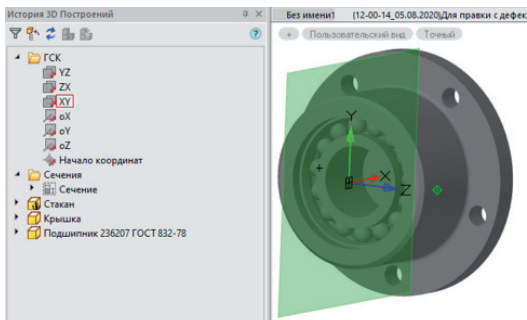 История 3D Построений
ГСК
YZ
ZX
XY
oX
oY
oZ
Начало координат
Сечения
Сечение
Стакан
Крышка
Подшипник 236207 ГОСТ 832-78
Без имени1 (12-00-14_05.08.2020)Для правки с дефек
+ Пользовательский вид Точный
Y
X
Z